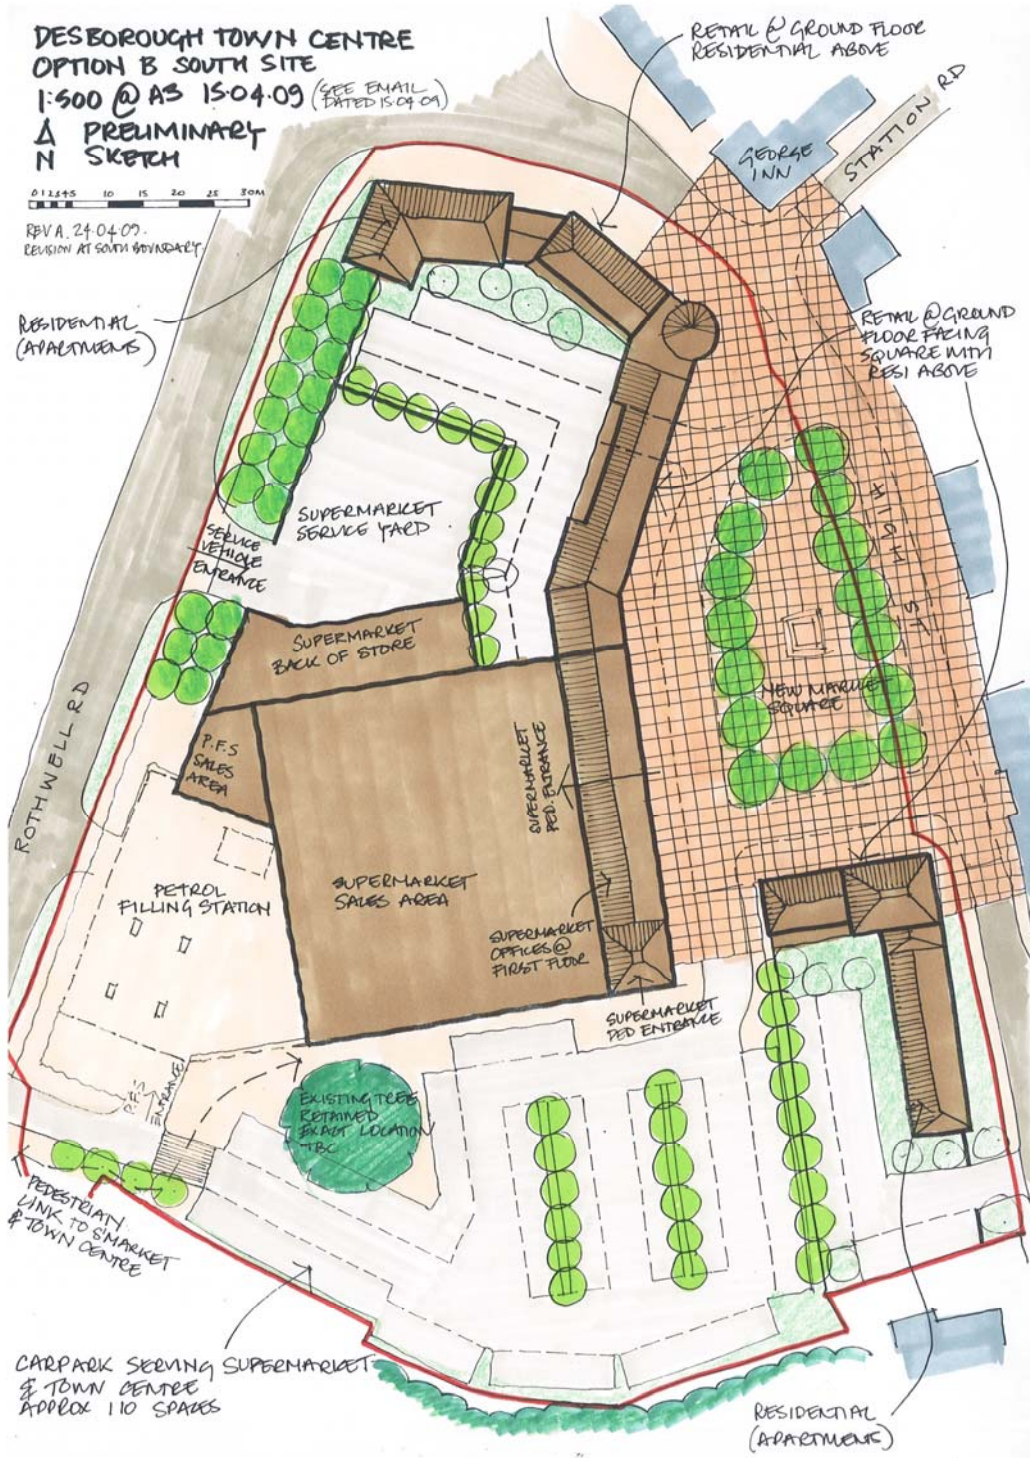 DESBOROUGH TOWN CENTRE
OPTION B SOUTH SITE
1:500 @ A3 15.04.09 (SEE EMAIL
DATED 15.04.09)
PRELIMINARY
N SKETCH
0 1 2 3 4 5 10 15 20 25 30M
REV A. 24.04.09.
REVISION AT SOUTH BOUNDARY.
RETAIL @ GROUND FLOOR
RESIDENTIAL ABOVE
STATION RD
GEORGE
INN
RESIDENTIAL
(APARTMENTS)
RETAIL @ GROUND
FLOOR FACING
SQUARE WITH
RESI ABOVE
SUPERMARKET
SERVICE YARD
SERVICE
VEHICLE
ENTRANCE
HIGH ST
SUPERMARKET
BACK OF STORE
NEW MARKET
SQUARE
ROTHWELL RD
P.F.S
SALES
AREA
SUPERMARKET
PED. ENTRANCE
PETROL
FILLING STATION
SUPERMARKET
SALES AREA
SUPERMARKET
OFFICES @
FIRST FLOOR
SUPERMARKET
PED ENTRANCE
P.F.S
ENTRANCE
EXISTING TREE
RETAINED
EXACT LOCATION
TBC
PEDESTRIAN
LINK TO S'MARKET
& TOWN CENTRE
CARPARK SERVING SUPERMARKET
& TOWN CENTRE
APPROX 110 SPACES
RESIDENTIAL
(APARTMENTS)